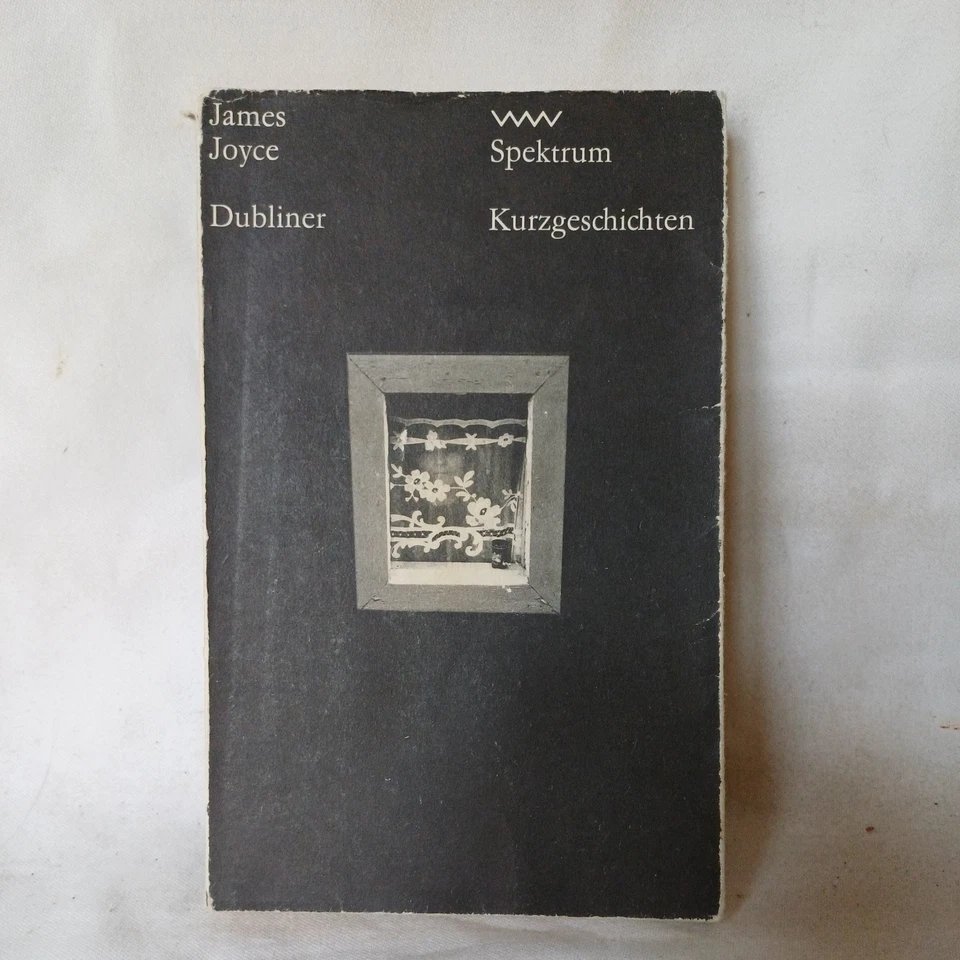 James
Joyce
Dubliner
Spektrum
Kurzgeschichten